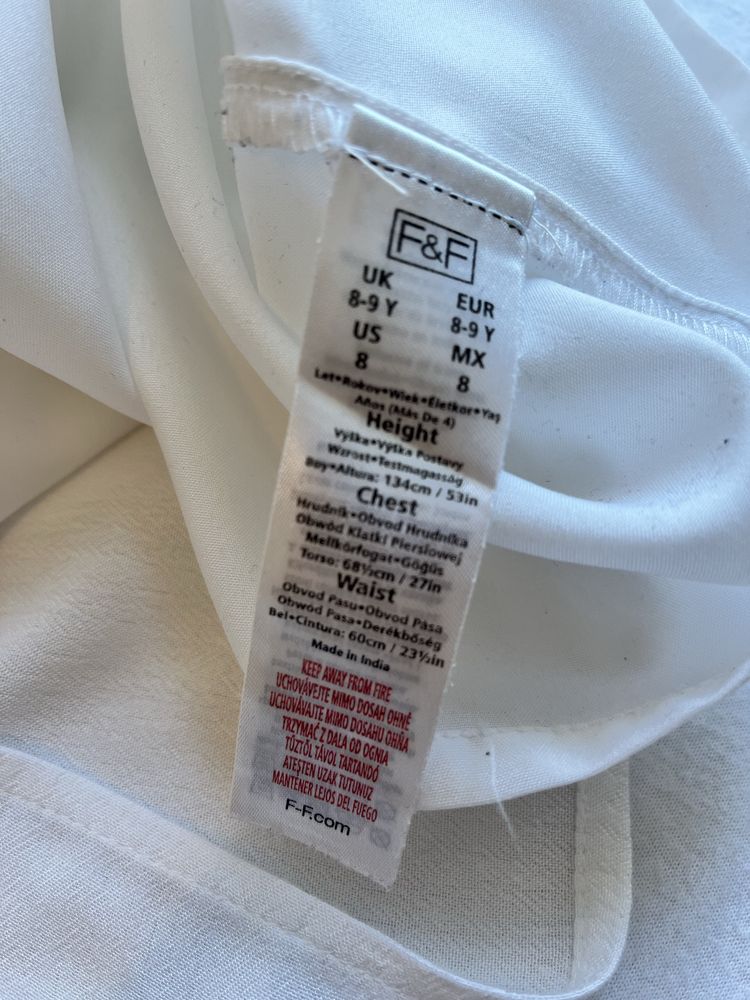 F&F
UK EUR
8-9 Y 8-9 Y
US MX
8 8
Let•Rokov•Wiek•Életkor•Yaş
Años (Más De 4)
Height
Výška•Výška Postavy
Wzrost•Testmagasság
Boy•Altura: 134cm / 53in
Chest
Hrudník•Obvod Hrudníka
Obwód Klatki Piersiowej
Mellkörfogat•Göğüs
Torso: 68½cm / 27in
Waist
Obvod Pasu•Obvod Pása
Obwód Pasa•Derékbőség
Bel•Cintura: 60cm / 23½in
Made in India
KEEP AWAY FROM FIRE
UCHOVÁVEJTE MIMO DOSAH OHNĚ
UCHOVÁVAJTE MIMO DOSAHU OHŇA
TRZYMAĆ Z DALA OD OGNIA
TŰZTŐL TÁVOL TARTANDÓ
ATEŞTEN UZAK TUTUNUZ
MANTENER LEJOS DEL FUEGO
F-F.com